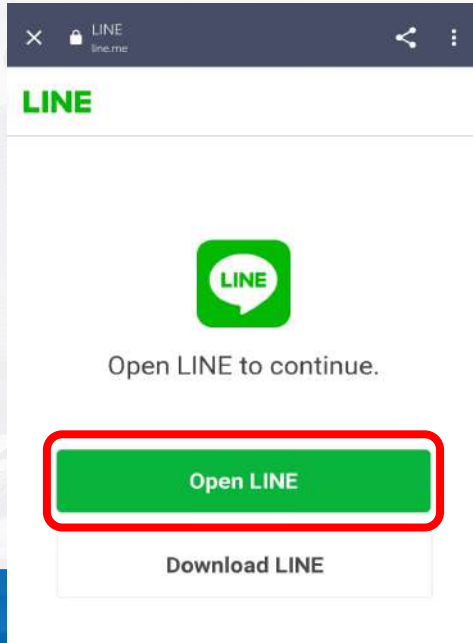 LINE
line.me
LINE
LINE
Open LINE to continue.
Open LINE
Download LINE